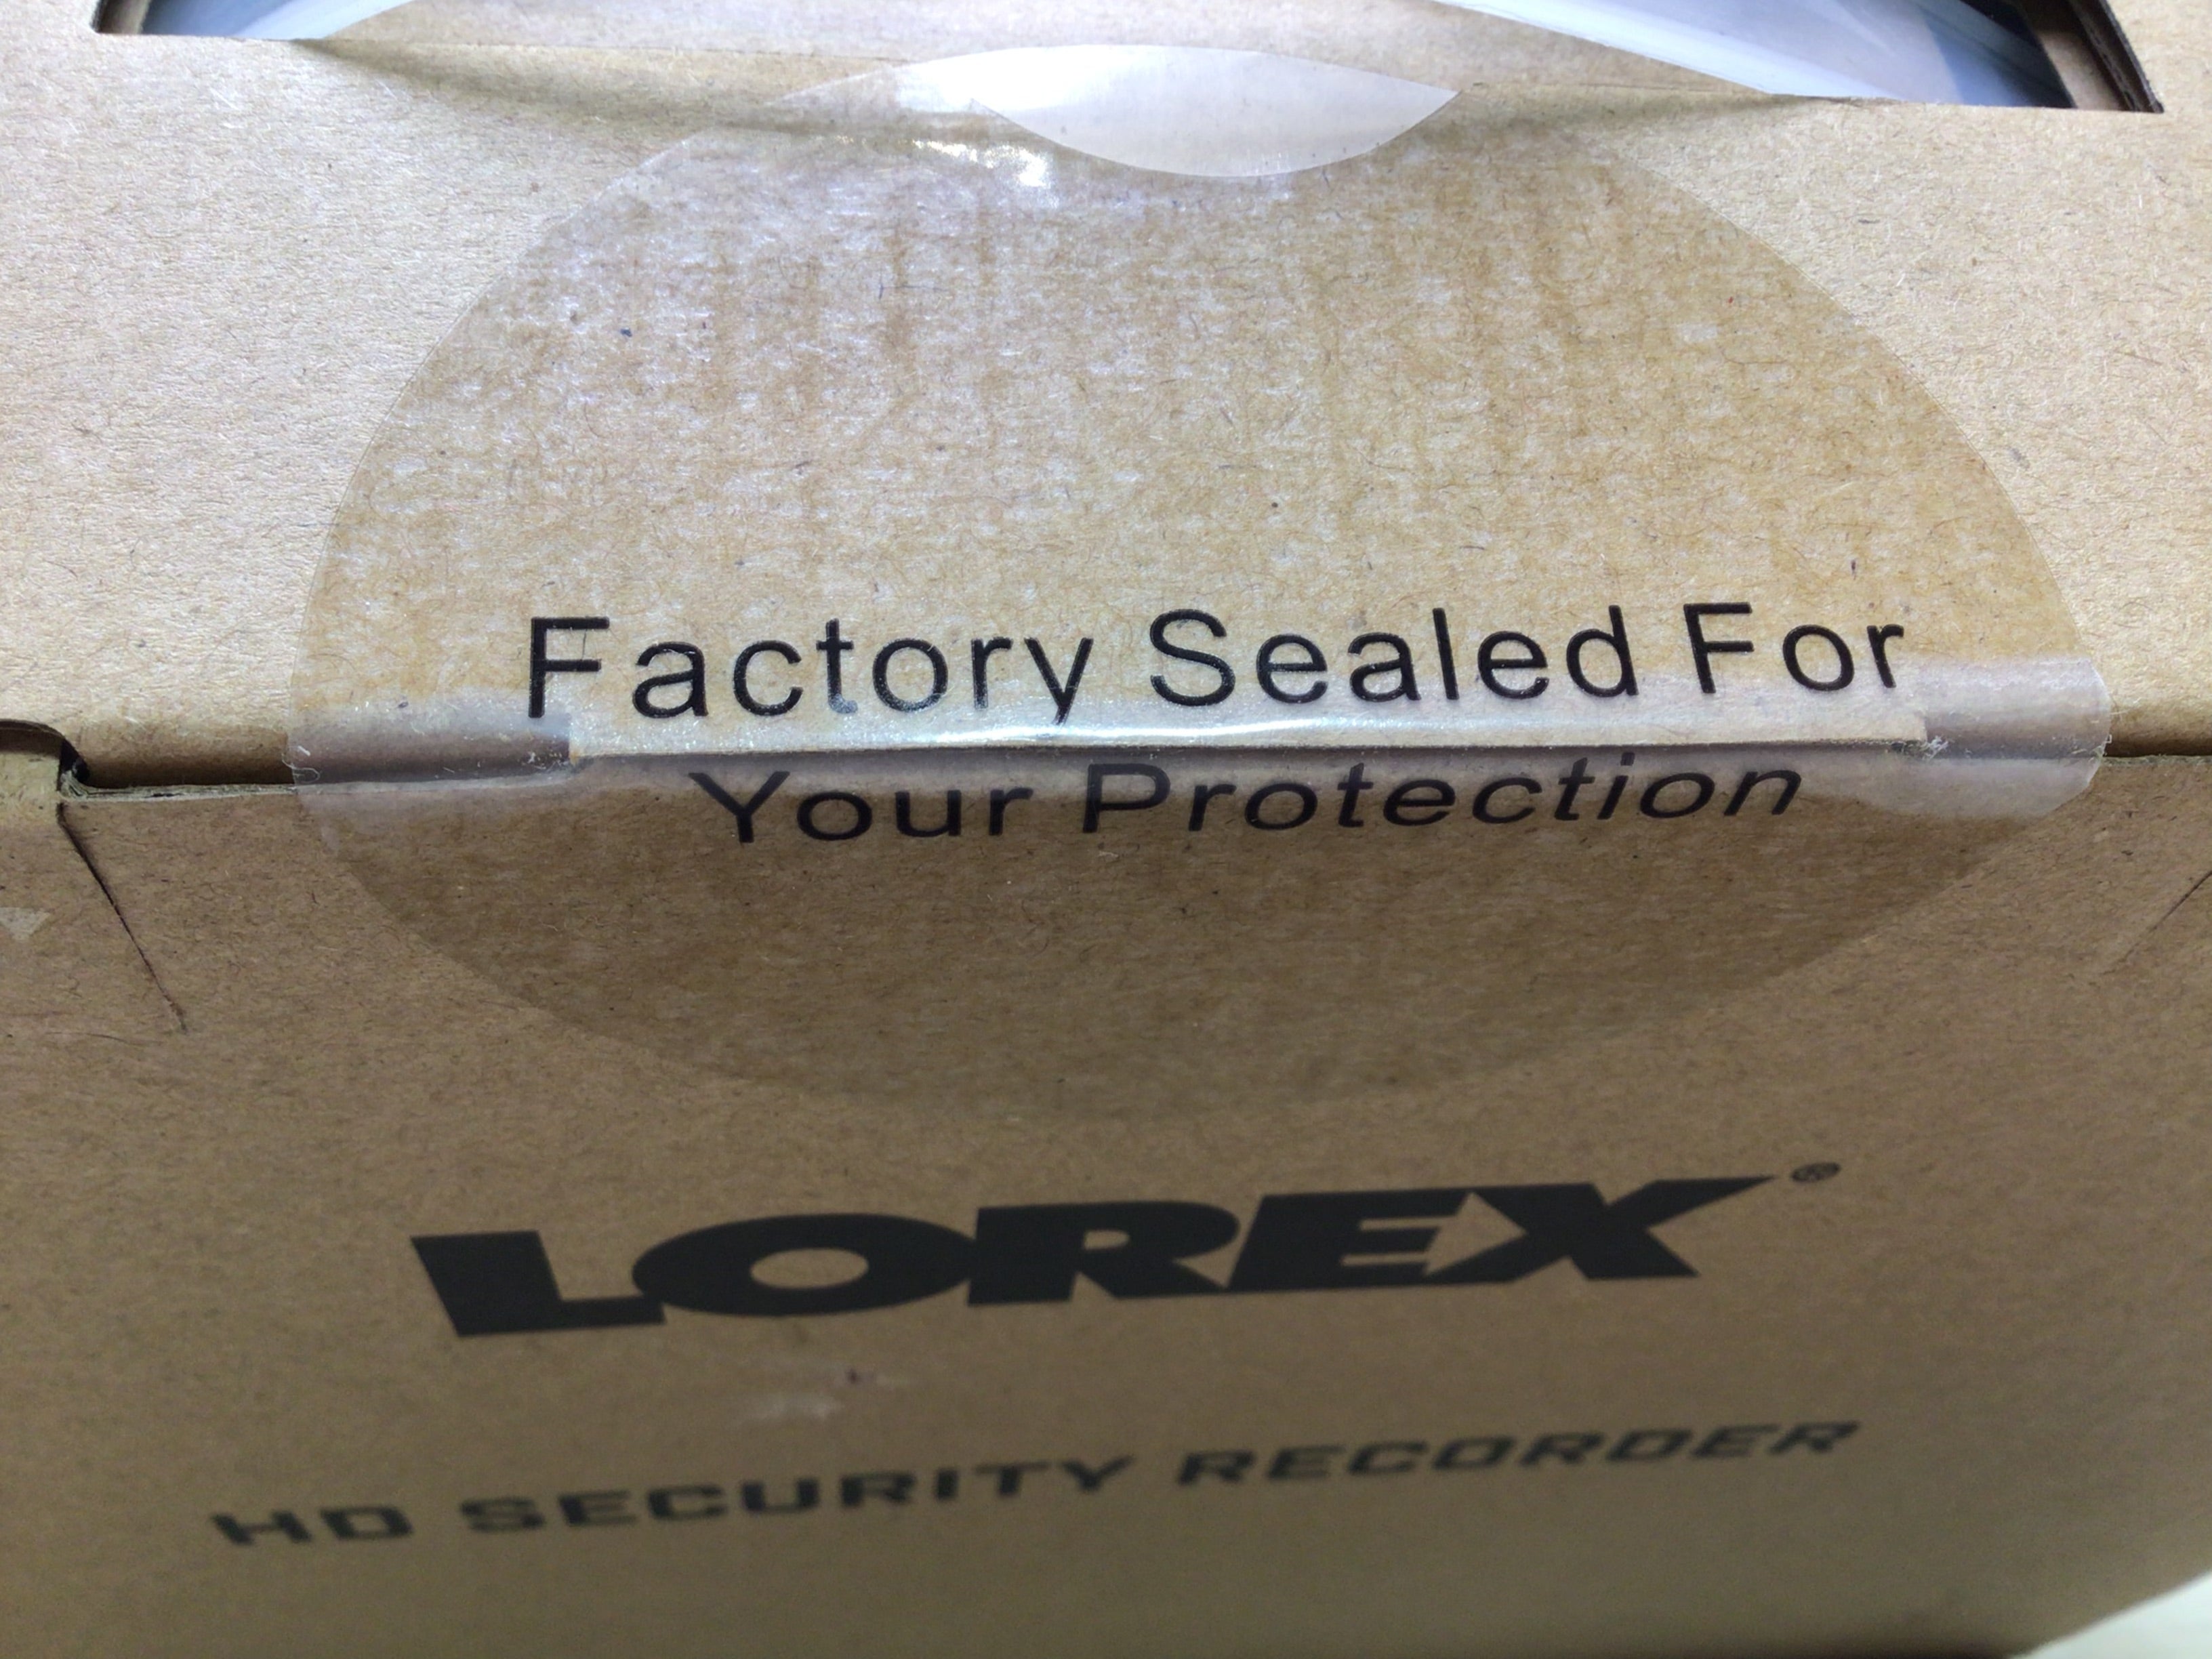 Factory Sealed For
Your Protection
LOREX®
HD SECURITY RECORDER